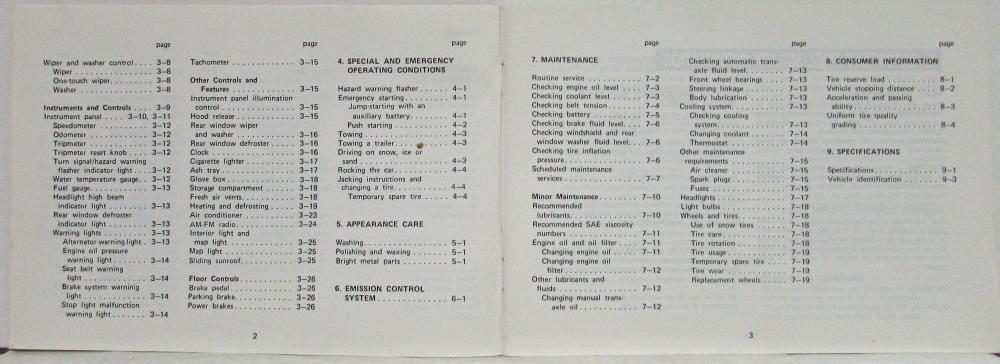 page
Wiper and washer control.... 3–8
Wiper .................. 3–8
One-touch wiper......... 3–8
Washer ................. 3–8
Instruments and Controls .... 3–9
Instrument panel .... 3–10, 3–11
Speedometer ........... 3–12
Odometer .............. 3–12
Tripmeter .............. 3–12
Tripmeter reset knob .... 3–12
Turn signal/hazard warning
flasher indicator light .... 3–12
Water temperature gauge.. 3–12
Fuel gauge.............. 3–13
Headlight high beam
indicator light ......... 3–13
Rear window defroster
indicator light ......... 3–13
Warning lights ........... 3–13
Alternator warning light . 3–13
Engine oil pressure
warning light......... 3–14
Seat belt warning
light ................ 3–14
Brake system warning
light ................ 3–14
Stop light malfunction
warning light........ 3–14
page
Tachometer .............. 3–15
Other Controls and
Features .............. 3–15
Instrument panel illumination
control ................ 3–15
Hood release ............. 3–15
Rear window wiper
and washer ............ 3–16
Rear window defroster .... 3–16
Clock ................... 3–16
Cigarette lighter .......... 3–17
Ash tray ................ 3–17
Glove box ............... 3–18
Storage compartment ..... 3–18
Fresh air vents........... 3–18
Heating and defrosting .... 3–19
Air conditioner .......... 3–23
AM-FM radio............ 3–24
Interior light and
map light ............. 3–25
Map light ............... 3–25
Sliding sunroof........... 3–25
Floor Controls............ 3–26
Brake pedal.............. 3–26
Parking brake............ 3–26
Power brakes............. 3–26
page
4. SPECIAL AND EMERGENCY
OPERATING CONDITIONS
Hazard warning flasher ...... 4–1
Emergency starting.......... 4–1
Jump-starting with an
auxiliary battery......... 4–1
Push starting ............ 4–2
Towing .................. 4–3
Towing a trailer............ 4–3
Driving on snow, ice or
sand .................... 4–3
Rocking the car............ 4–4
Jacking instructions and
changing a tire........... 4–4
Temporary spare tire ..... 4–4
5. APPEARANCE CARE
Washing................... 5–1
Polishing and waxing ....... 5–1
Bright metal parts .......... 5–1
6. EMISSION CONTROL
SYSTEM............... 6–1
2
page
7. MAINTENANCE
Routine service ............ 7–2
Checking engine oil level .... 7–3
Checking coolant level ...... 7–3
Checking belt tension ....... 7–4
Checking battery ........... 7–5
Checking brake fluid level.... 7–6
Checking windshield and rear
window washer fluid level... 7–6
Checking tire inflation
pressure................. 7–6
Scheduled maintenance
services................. 7–7
Minor Maintenance........ 7–10
Recommended
lubricants.............. 7–10
Recommended SAE viscosity
numbers .............. 7–11
Engine oil and oil filter..... 7–11
Changing engine oil ..... 7–11
Changing engine oil
filter................. 7–12
Other lubricants and
fluids ................. 7–12
Changing manual trans-
axle oil............... 7–12
page
Checking automatic trans-
axle fluid level.......... 7–13
Front wheel bearings ..... 7–13
Steering linkage ......... 7–13
Body lubrication ........ 7–13
Cooling system........... 7–13
Checking cooling
system............... 7–13
Changing coolant ....... 7–14
Thermostat ............ 7–14
Other maintenance
requirements ........... 7–15
Air cleaner ............ 7–15
Spark plugs ............ 7–15
Fuses ................. 7–15
Headlights ............... 7–17
Light bulbs .............. 7–18
Wheels and tires.......... 7–18
Use of snow tires ....... 7–18
Tire care............... 7–18
Tire rotation ........... 7–18
Tire usage.............. 7–19
Temporary spare tire .... 7–19
Tire wear .............. 7–19
Replacement wheels ..... 7–19
page
8. CONSUMER INFORMATION
Tire reserve load ........... 8–1
Vehicle stopping distance .... 8–2
Acceleration and passing
ability .................. 8–3
Uniform tire quality
grading ................. 8–4
9. SPECIFICATIONS
Specifications.............. 9–1
Vehicle identification ....... 9–3
3